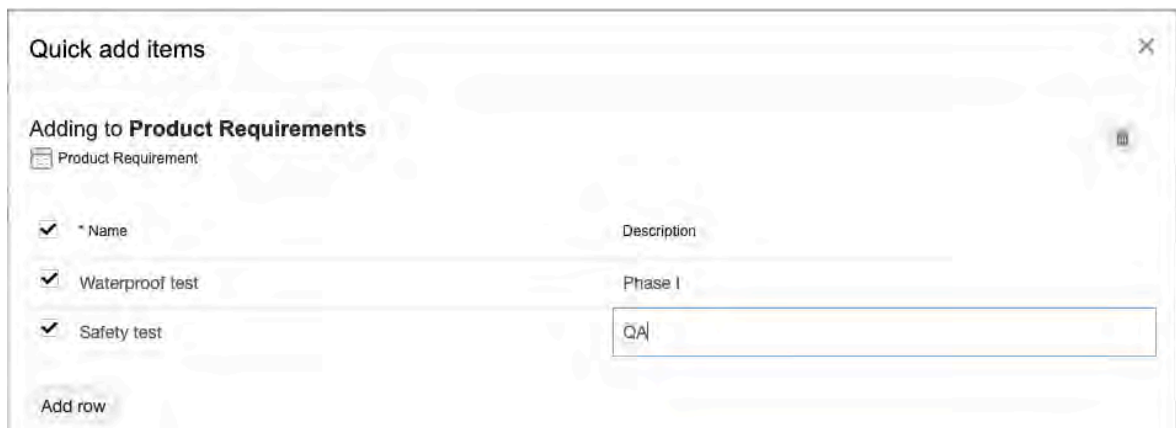 Quick add items
Adding to Product Requirements
Product Requirement
* Name Description
Waterproof test Phase I
Safety test QA
Add row